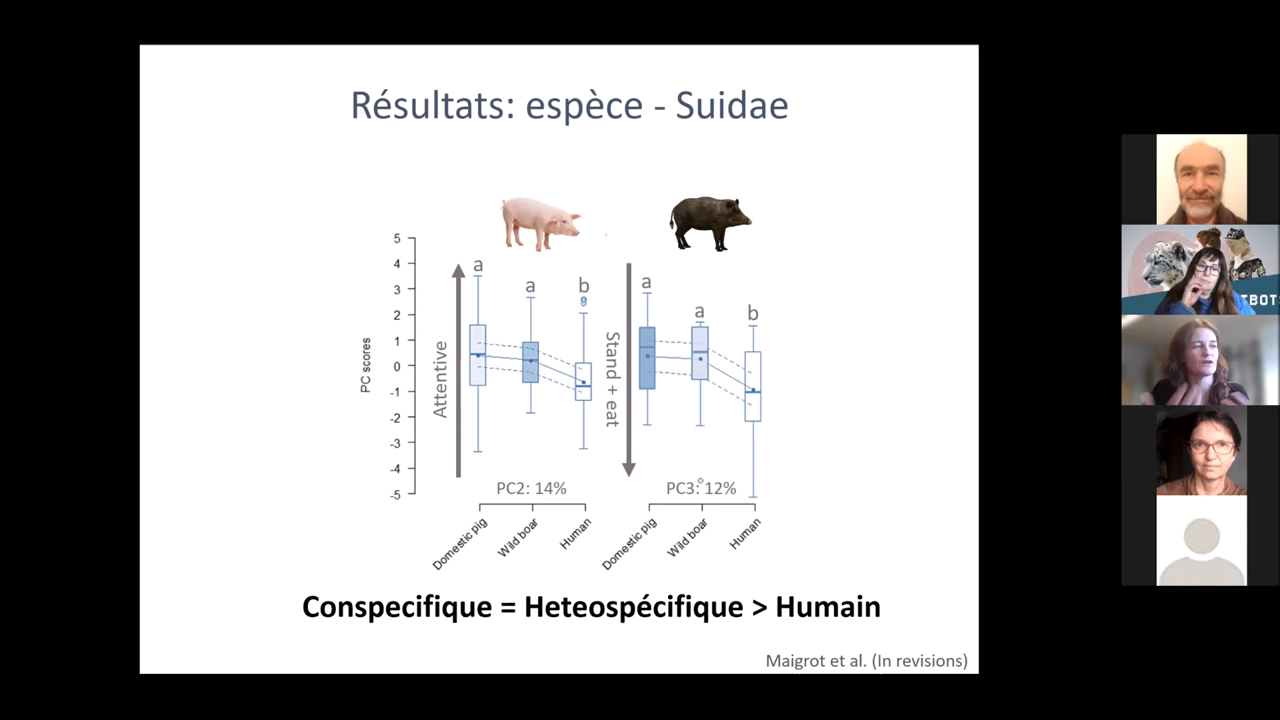 Résultats: espèce - Suidae
5
4
3
2
1
0
-1
-2
-3
-4
-5
PC scores
Attentive
a
a
b
PC2: 14%
Domestic pig
Wild boar
Human
Stand + eat
a
a
b
PC3: 12%
Domestic pig
Wild boar
Human
Conspecifique = Heteospécifique > Humain
Maigrot et al. (In revisions)
TBOTS